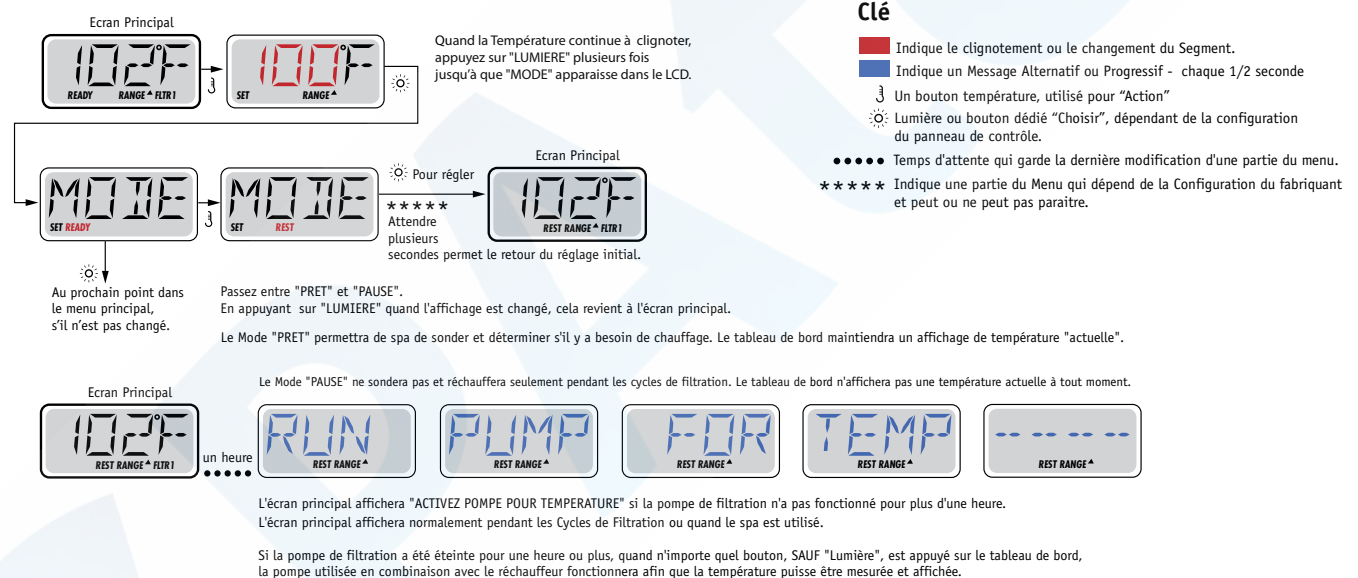 Ecran Principal
102°F
READY RANGE FLTR1
100°F
SET RANGE
Quand la Température continue à clignoter,
appuyez sur "LUMIERE" plusieurs fois
jusqu'à que "MODE" apparaisse dans le LCD.
Clé
Indique le clignotement ou le changement du Segment.
Indique un Message Alternatif ou Progressif - chaque 1/2 seconde
Un bouton température, utilisé pour “Action”
Lumière ou bouton dédié “Choisir”, dépendant de la configuration
du panneau de contrôle.
Temps d'attente qui garde la dernière modification d'une partie du menu.
***** Indique une partie du Menu qui dépend de la Configuration du fabriquant
et peut ou ne peut pas paraitre.
MODE
SET READY
MODE
SET REST
Pour régler
*****
Attendre
plusieurs
secondes permet le retour du réglage initial.
Ecran Principal
102°F
REST RANGE FLTR1
Au prochain point dans
le menu principal,
s’il n’est pas changé.
Passez entre "PRET" et "PAUSE".
En appuyant sur "LUMIERE" quand l'affichage est changé, cela revient à l'écran principal.
Le Mode "PRET" permettra de spa de sonder et déterminer s'il y a besoin de chauffage. Le tableau de bord maintiendra un affichage de température "actuelle".
Le Mode "PAUSE" ne sondera pas et réchauffera seulement pendant les cycles de filtration. Le tableau de bord n'affichera pas une température actuelle à tout moment.
Ecran Principal
102°F
REST RANGE FLTR1
un heure
RUN
REST RANGE
PUMP
REST RANGE
FOR
REST RANGE
TEMP
REST RANGE
-- -- -- --
REST RANGE
L'écran principal affichera "ACTIVEZ POMPE POUR TEMPERATURE" si la pompe de filtration n'a pas fonctionné pour plus d'une heure.
L'écran principal affichera normalement pendant les Cycles de Filtration ou quand le spa est utilisé.
Si la pompe de filtration a été éteinte pour une heure ou plus, quand n'importe quel bouton, SAUF "Lumière", est appuyé sur le tableau de bord,
la pompe utilisée en combinaison avec le réchauffeur fonctionnera afin que la température puisse être mesurée et affichée.